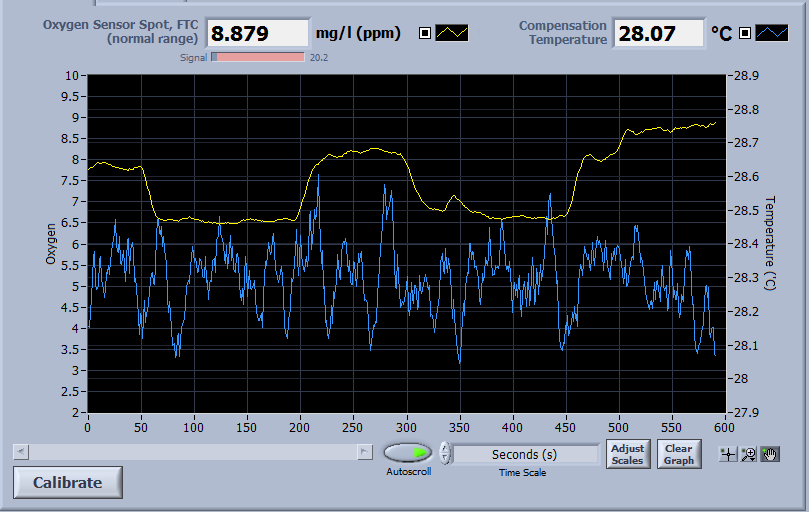 Oxygen Sensor Spot, FTC
(normal range)
8.879
mg/l (ppm)
Signal
20.2
Compensation
Temperature
28.07
°C
Oxygen
10
9.5
9
8.5
8
7.5
7
6.5
6
5.5
5
4.5
4
3.5
3
2.5
2
28.9
28.8
28.7
28.6
28.5
28.4
28.3
28.2
28.1
28
27.9
Temperature (°C)
0 50 100 150 200 250 300 350 400 450 500 550 600
Autoscroll
Seconds (s)
Time Scale
Adjust
Scales
Clear
Graph
Calibrate